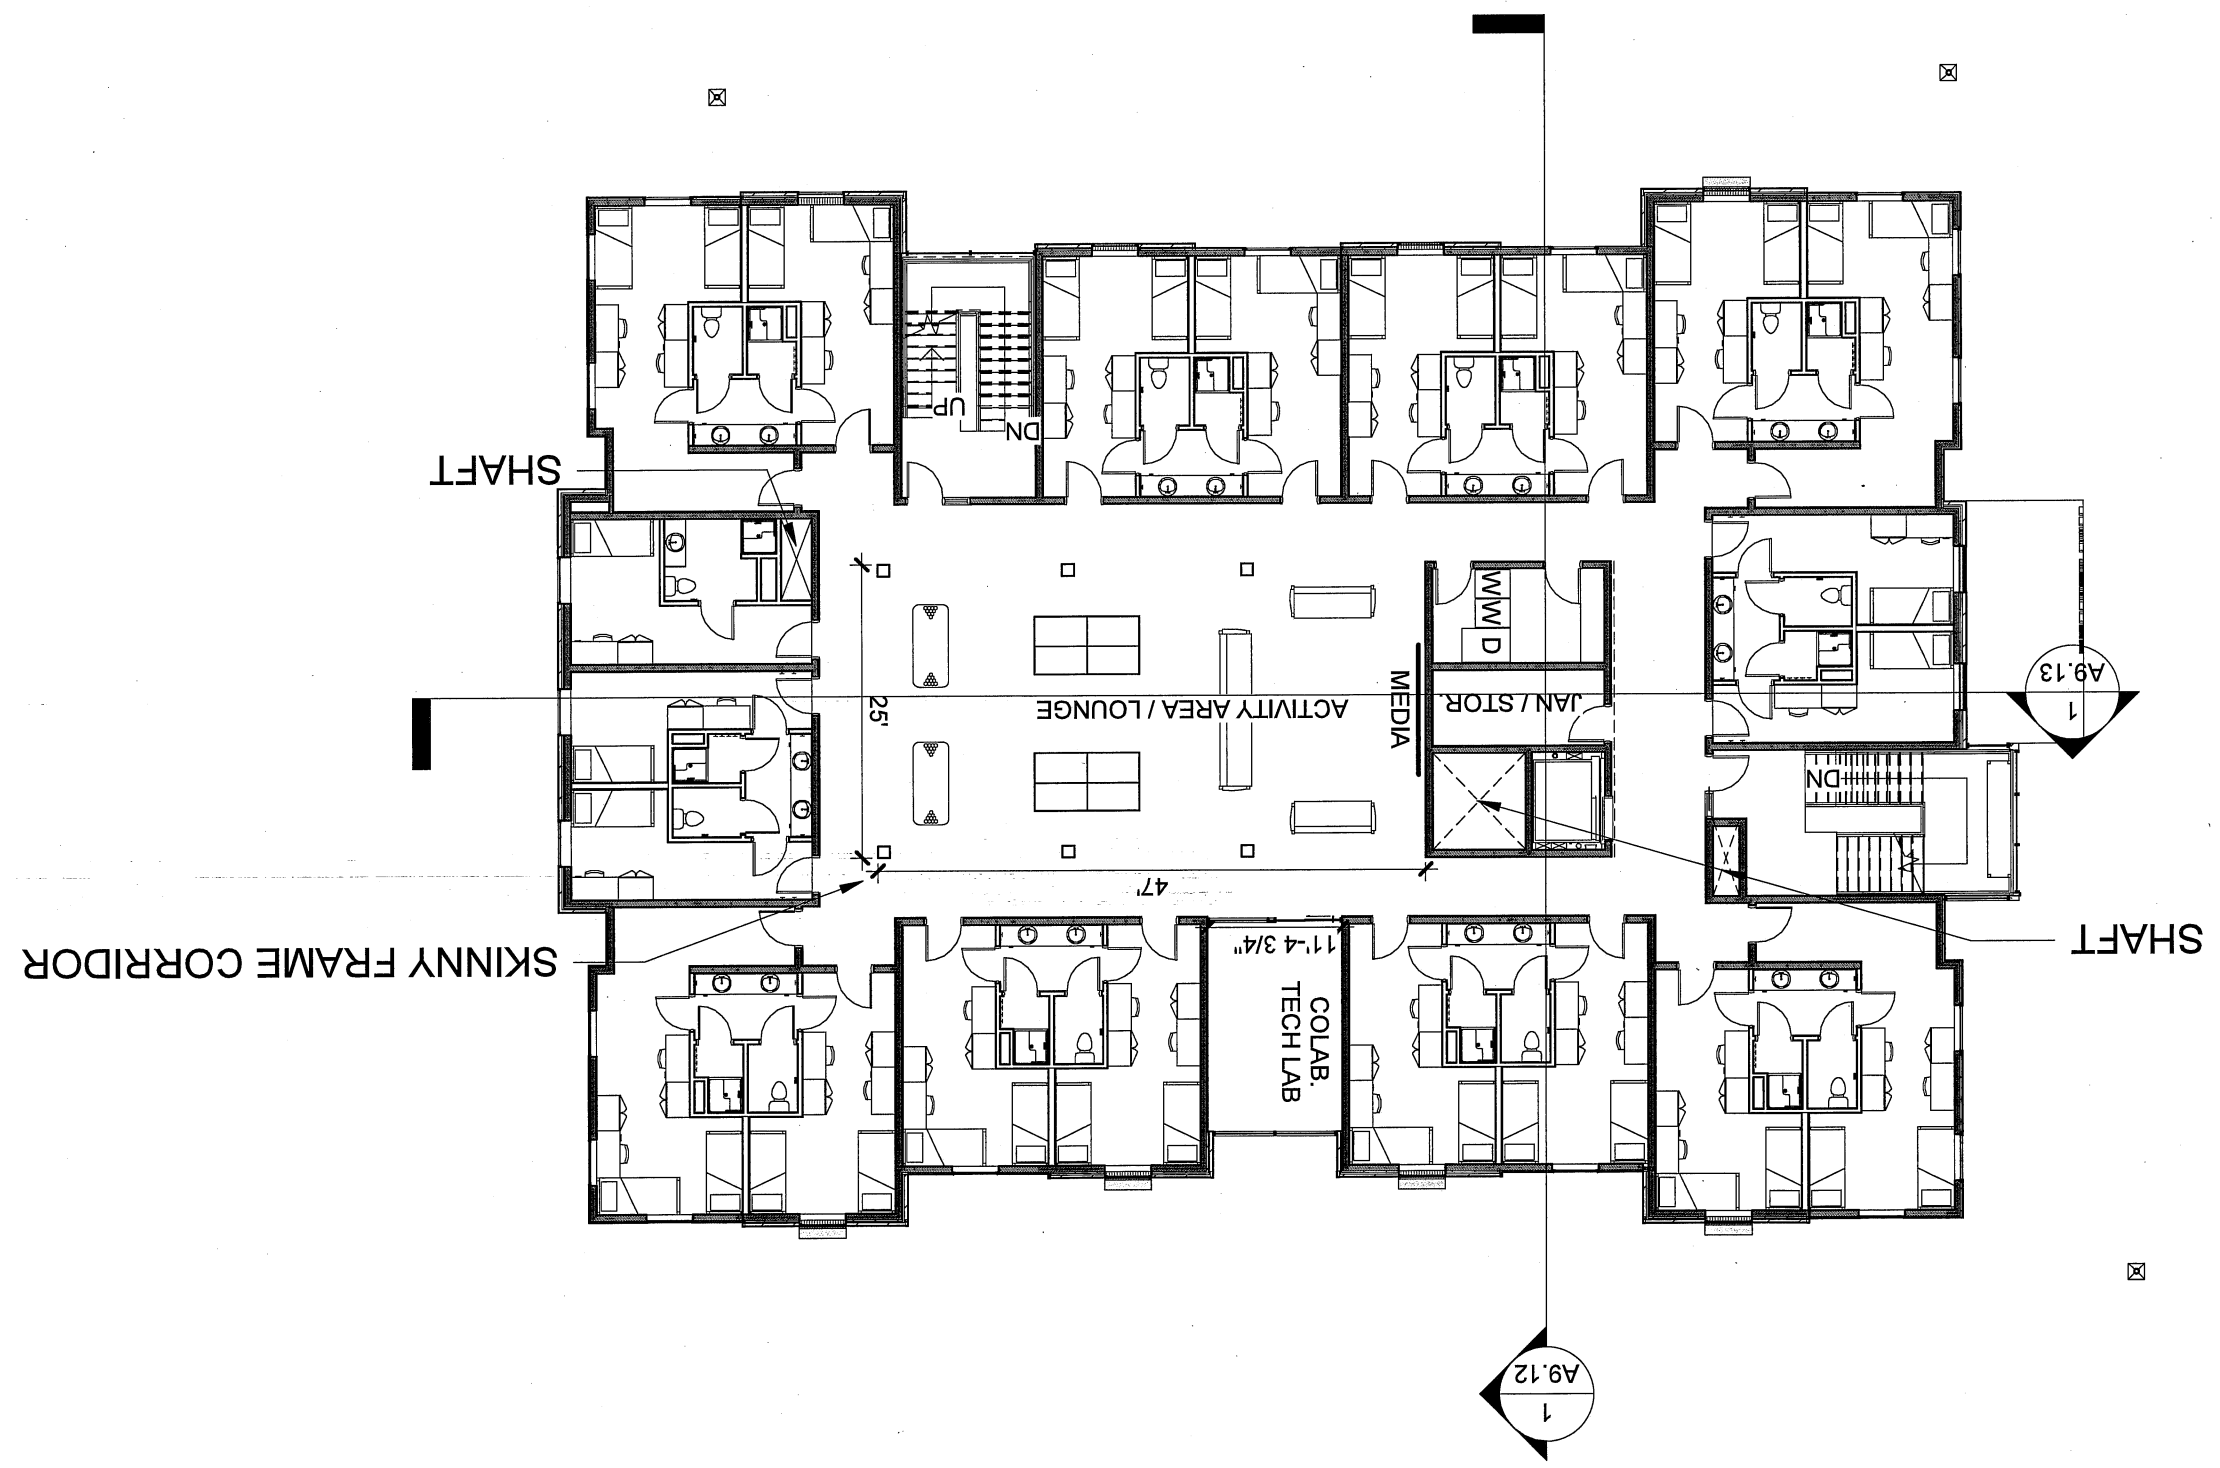 SHAFT
COLAB.
TECH LAB
11'-4 3/4"
SKINNY FRAME CORRIDOR
47'
SHAFT
DN
MEDIA
JAN / STOR.
ACTIVITY AREA / LOUNGE
25'
1
A9.13
W
W
D
DN
UP
SHAFT
1
A9.12